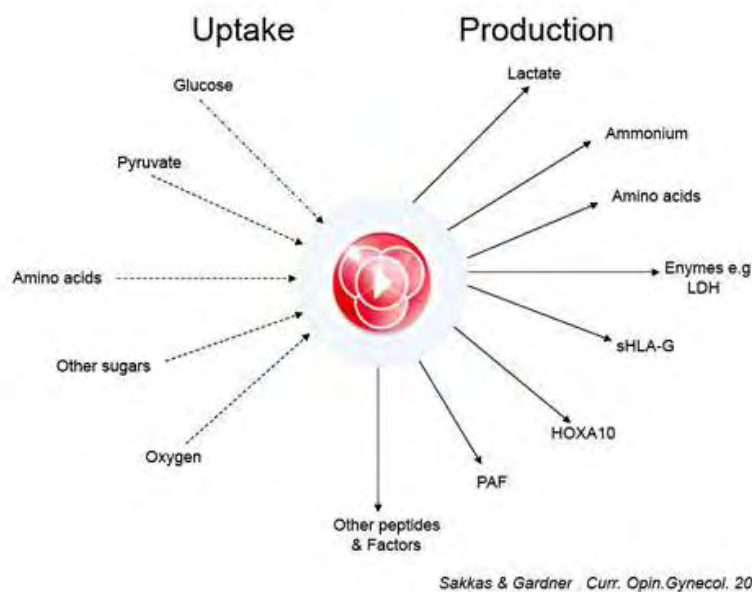 Uptake
Production
Glucose
Pyruvate
Amino acids
Other sugars
Oxygen
Lactate
Ammonium
Amino acids
Enymes e.g
LDH
sHLA-G
HOXA10
PAF
Other peptides
& Factors
Sakkas & Gardner Curr. Opin.Gynecol. 20